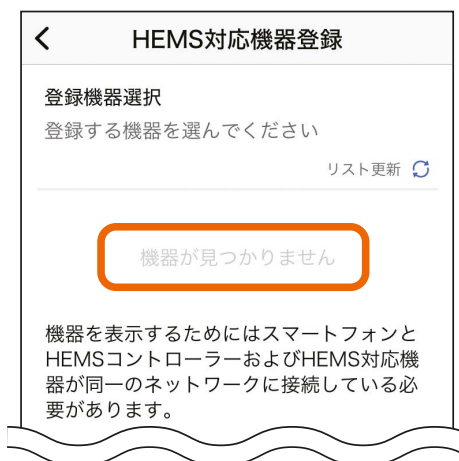 HEMS対応機器登録
登録機器選択
登録する機器を選んでください
リスト更新
機器が見つかりません
機器を表示するためにはスマートフォンと
HEMSコントローラーおよびHEMS対応機
器が同一のネットワークに接続している必
要があります。